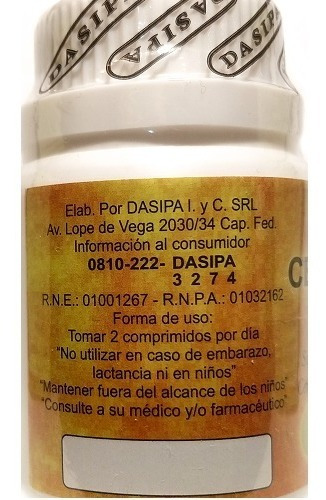 DASIPA DASIPA DASIPA
Elab. Por DASIPA I. y C. SRL
Av. Lope de Vega 2030/34 Cap. Fed.
Información al consumidor
0810-222- DASIPA
3 2 7 4
R.N.E.: 01001267 - R.N.P.A.: 01032162
Forma de uso:
Tomar 2 comprimidos por día
“No utilizar en caso de embarazo,
lactancia ni en niños”
“Mantener fuera del alcance de los niños”
“Consulte a su médico y/o farmacéutico”